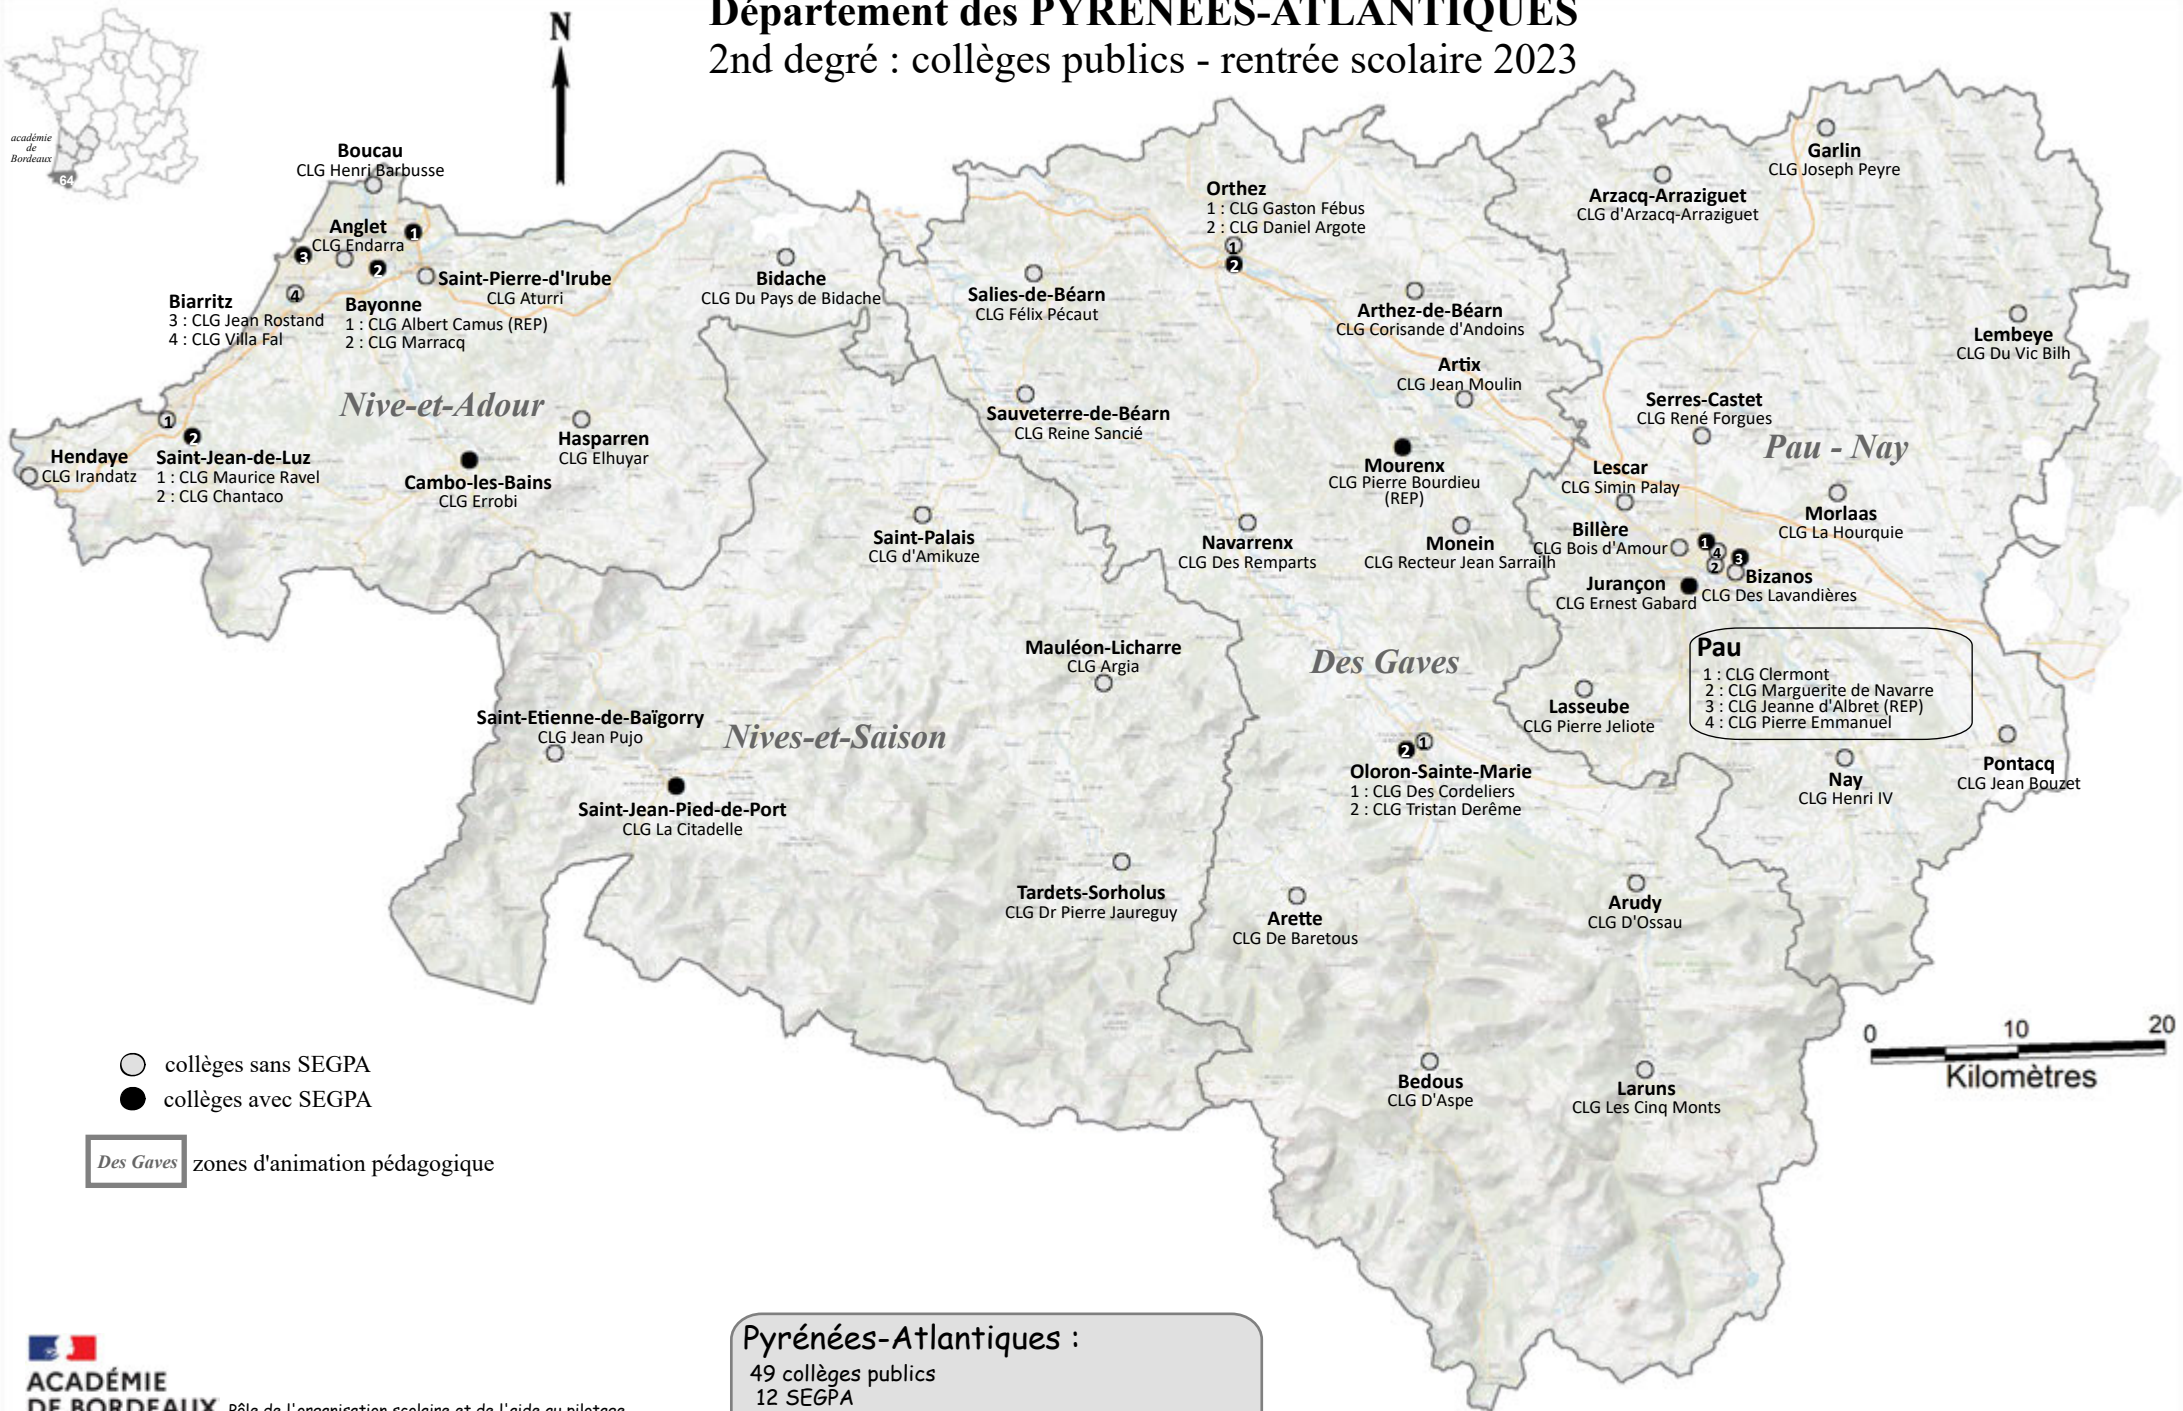 Département des PYRENEES-ATLANTIQUES
2nd degré : collèges publics - rentrée scolaire 2023
N
académie
de
Bordeaux
64
Boucau
CLG Henri Barbusse
Anglet
CLG Endarra
1
3
2
4
Saint-Pierre-d'Irube
CLG Aturri
Biarritz
3 : CLG Jean Rostand
4 : CLG Villa Fal
Bayonne
1 : CLG Albert Camus (REP)
2 : CLG Marracq
Bidache
CLG Du Pays de Bidache
Nive-et-Adour
Hasparren
CLG Elhuyar
1
2
Hendaye
CLG Irandatz
Saint-Jean-de-Luz
1 : CLG Maurice Ravel
2 : CLG Chantaco
Cambo-les-Bains
CLG Errobi
Orthez
1 : CLG Gaston Fébus
2 : CLG Daniel Argote
1
2
Salies-de-Béarn
CLG Félix Pécaut
Arthez-de-Béarn
CLG Corisande d'Andoins
Artix
CLG Jean Moulin
Sauveterre-de-Béarn
CLG Reine Sancié
Mourenx
CLG Pierre Bourdieu
(REP)
Navarrenx
CLG Des Remparts
Monein
CLG Recteur Jean Sarrailh
Arzacq-Arraziguet
CLG d'Arzacq-Arraziguet
Garlin
CLG Joseph Peyre
Lembeye
CLG Du Vic Bilh
Serres-Castet
CLG René Forgues
Pau - Nay
Lescar
CLG Simin Palay
Morlaas
CLG La Hourquie
Billère
CLG Bois d'Amour
1
4
2
3
Bizanos
CLG Des Lavandières
Jurançon
CLG Ernest Gabard
Pau
1 : CLG Clermont
2 : CLG Marguerite de Navarre
3 : CLG Jeanne d'Albret (REP)
4 : CLG Pierre Emmanuel
Lasseube
CLG Pierre Jeliote
Nay
CLG Henri IV
Pontacq
CLG Jean Bouzet
Saint-Palais
CLG d'Amikuze
Mauléon-Licharre
CLG Argia
Des Gaves
Saint-Etienne-de-Baïgorry
CLG Jean Pujo
Nives-et-Saison
Saint-Jean-Pied-de-Port
CLG La Citadelle
2
1
Oloron-Sainte-Marie
1 : CLG Des Cordeliers
2 : CLG Tristan Derême
Tardets-Sorholus
CLG Dr Pierre Jaureguy
Arette
CLG De Baretous
Arudy
CLG D'Ossau
Bedous
CLG D'Aspe
Laruns
CLG Les Cinq Monts
0 10 20
Kilomètres
collèges sans SEGPA
collèges avec SEGPA
Des Gaves zones d'animation pédagogique
Pyrénées-Atlantiques :
49 collèges publics
12 SEGPA
ACADÉMIE
DE BORDEAUX
Pôle de l'organisation scolaire et de l'aide au pilotage